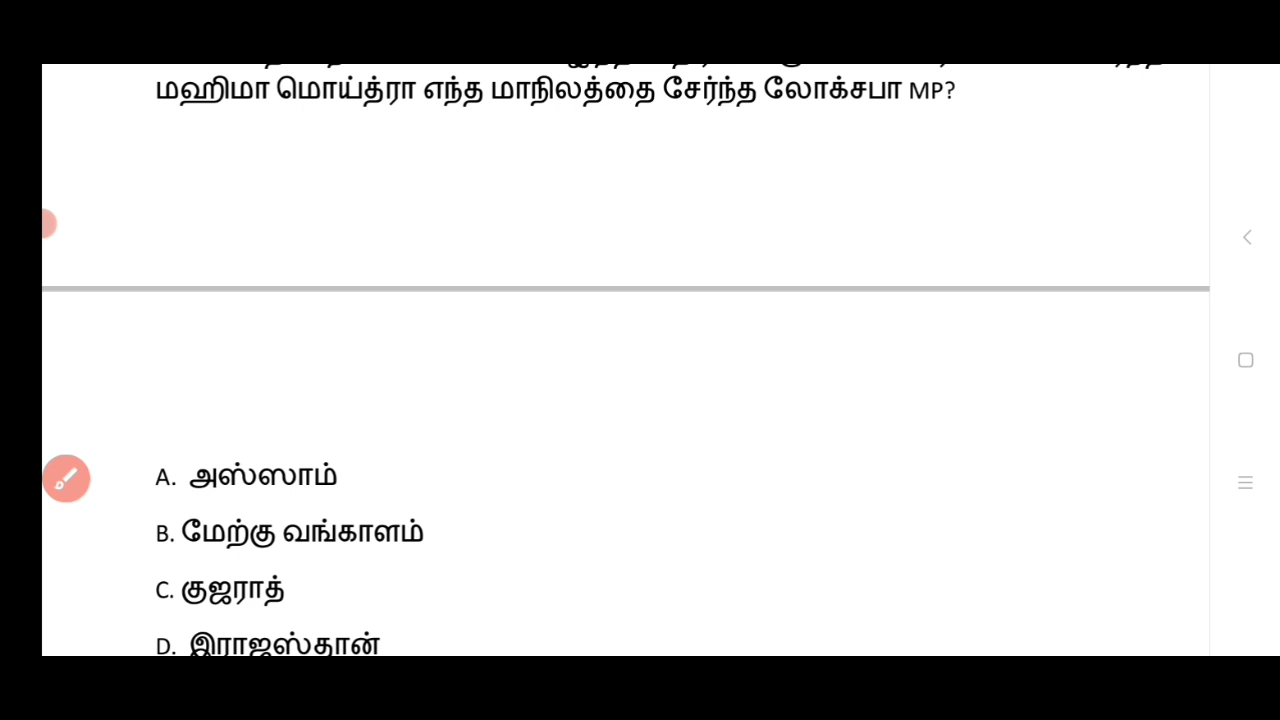 மஹிமா மொய்த்ரா எந்த மாநிலத்தை சேர்ந்த லோக்சபா MP?
A. அஸ்ஸாம்
B. மேற்கு வங்காளம்
C. குஜராத்
D. இராஜஸ்தான்